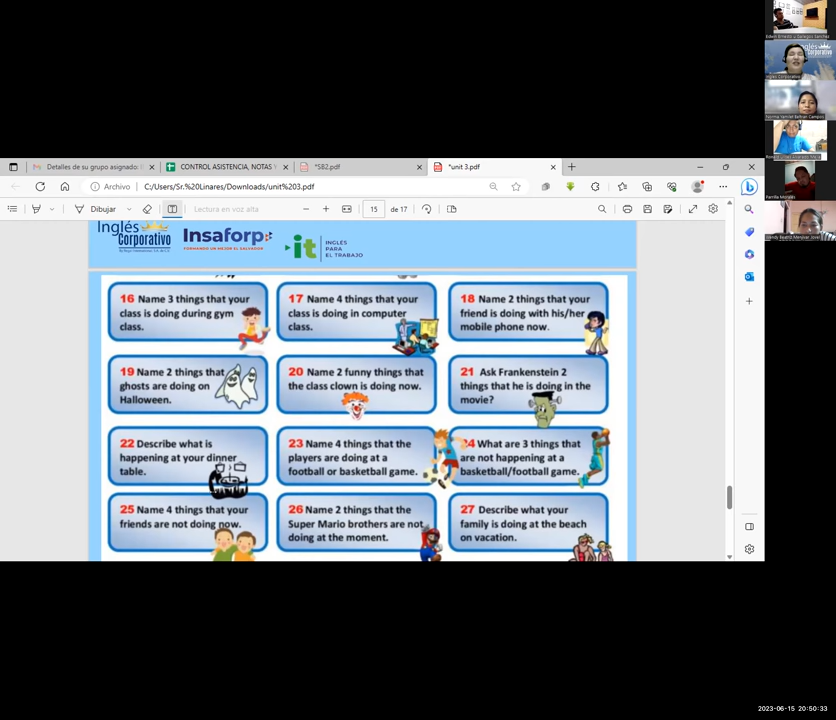 Detalles de su grupo asignado:
CONTROL ASISTENCIA, NOTAS
*SB2.pdf
*unit 3.pdf
Archivo
C:/Users/Sr.%20Linares/Downloads/unit%203.pdf
Dibujar
Lectura en voz alta
15
de 17
Inglés
Corporativo
Insaforp
it
INGLÉS
PARA
EL TRABAJO
16 Name 3 things that your
class is doing during gym
class.
17 Name 4 things that your
class is doing in computer
class.
18 Name 2 things that your
friend is doing with his/her
mobile phone now.
19 Name 2 things that
ghosts are doing on
Halloween.
20 Name 2 funny things that
the class clown is doing now.
21 Ask Frankenstein 2
things that he is doing in the
movie?
22 Describe what is
happening at your dinner
table.
23 Name 4 things that the
players are doing at a
football or basketball game.
24 What are 3 things that
are not happening at a
basketball/football game.
25 Name 4 things that your
friends are not doing now.
26 Name 2 things that the
Super Mario brothers are not
doing at the moment.
27 Describe what your
family is doing at the beach
on vacation.
2023-06-15 20:50:33